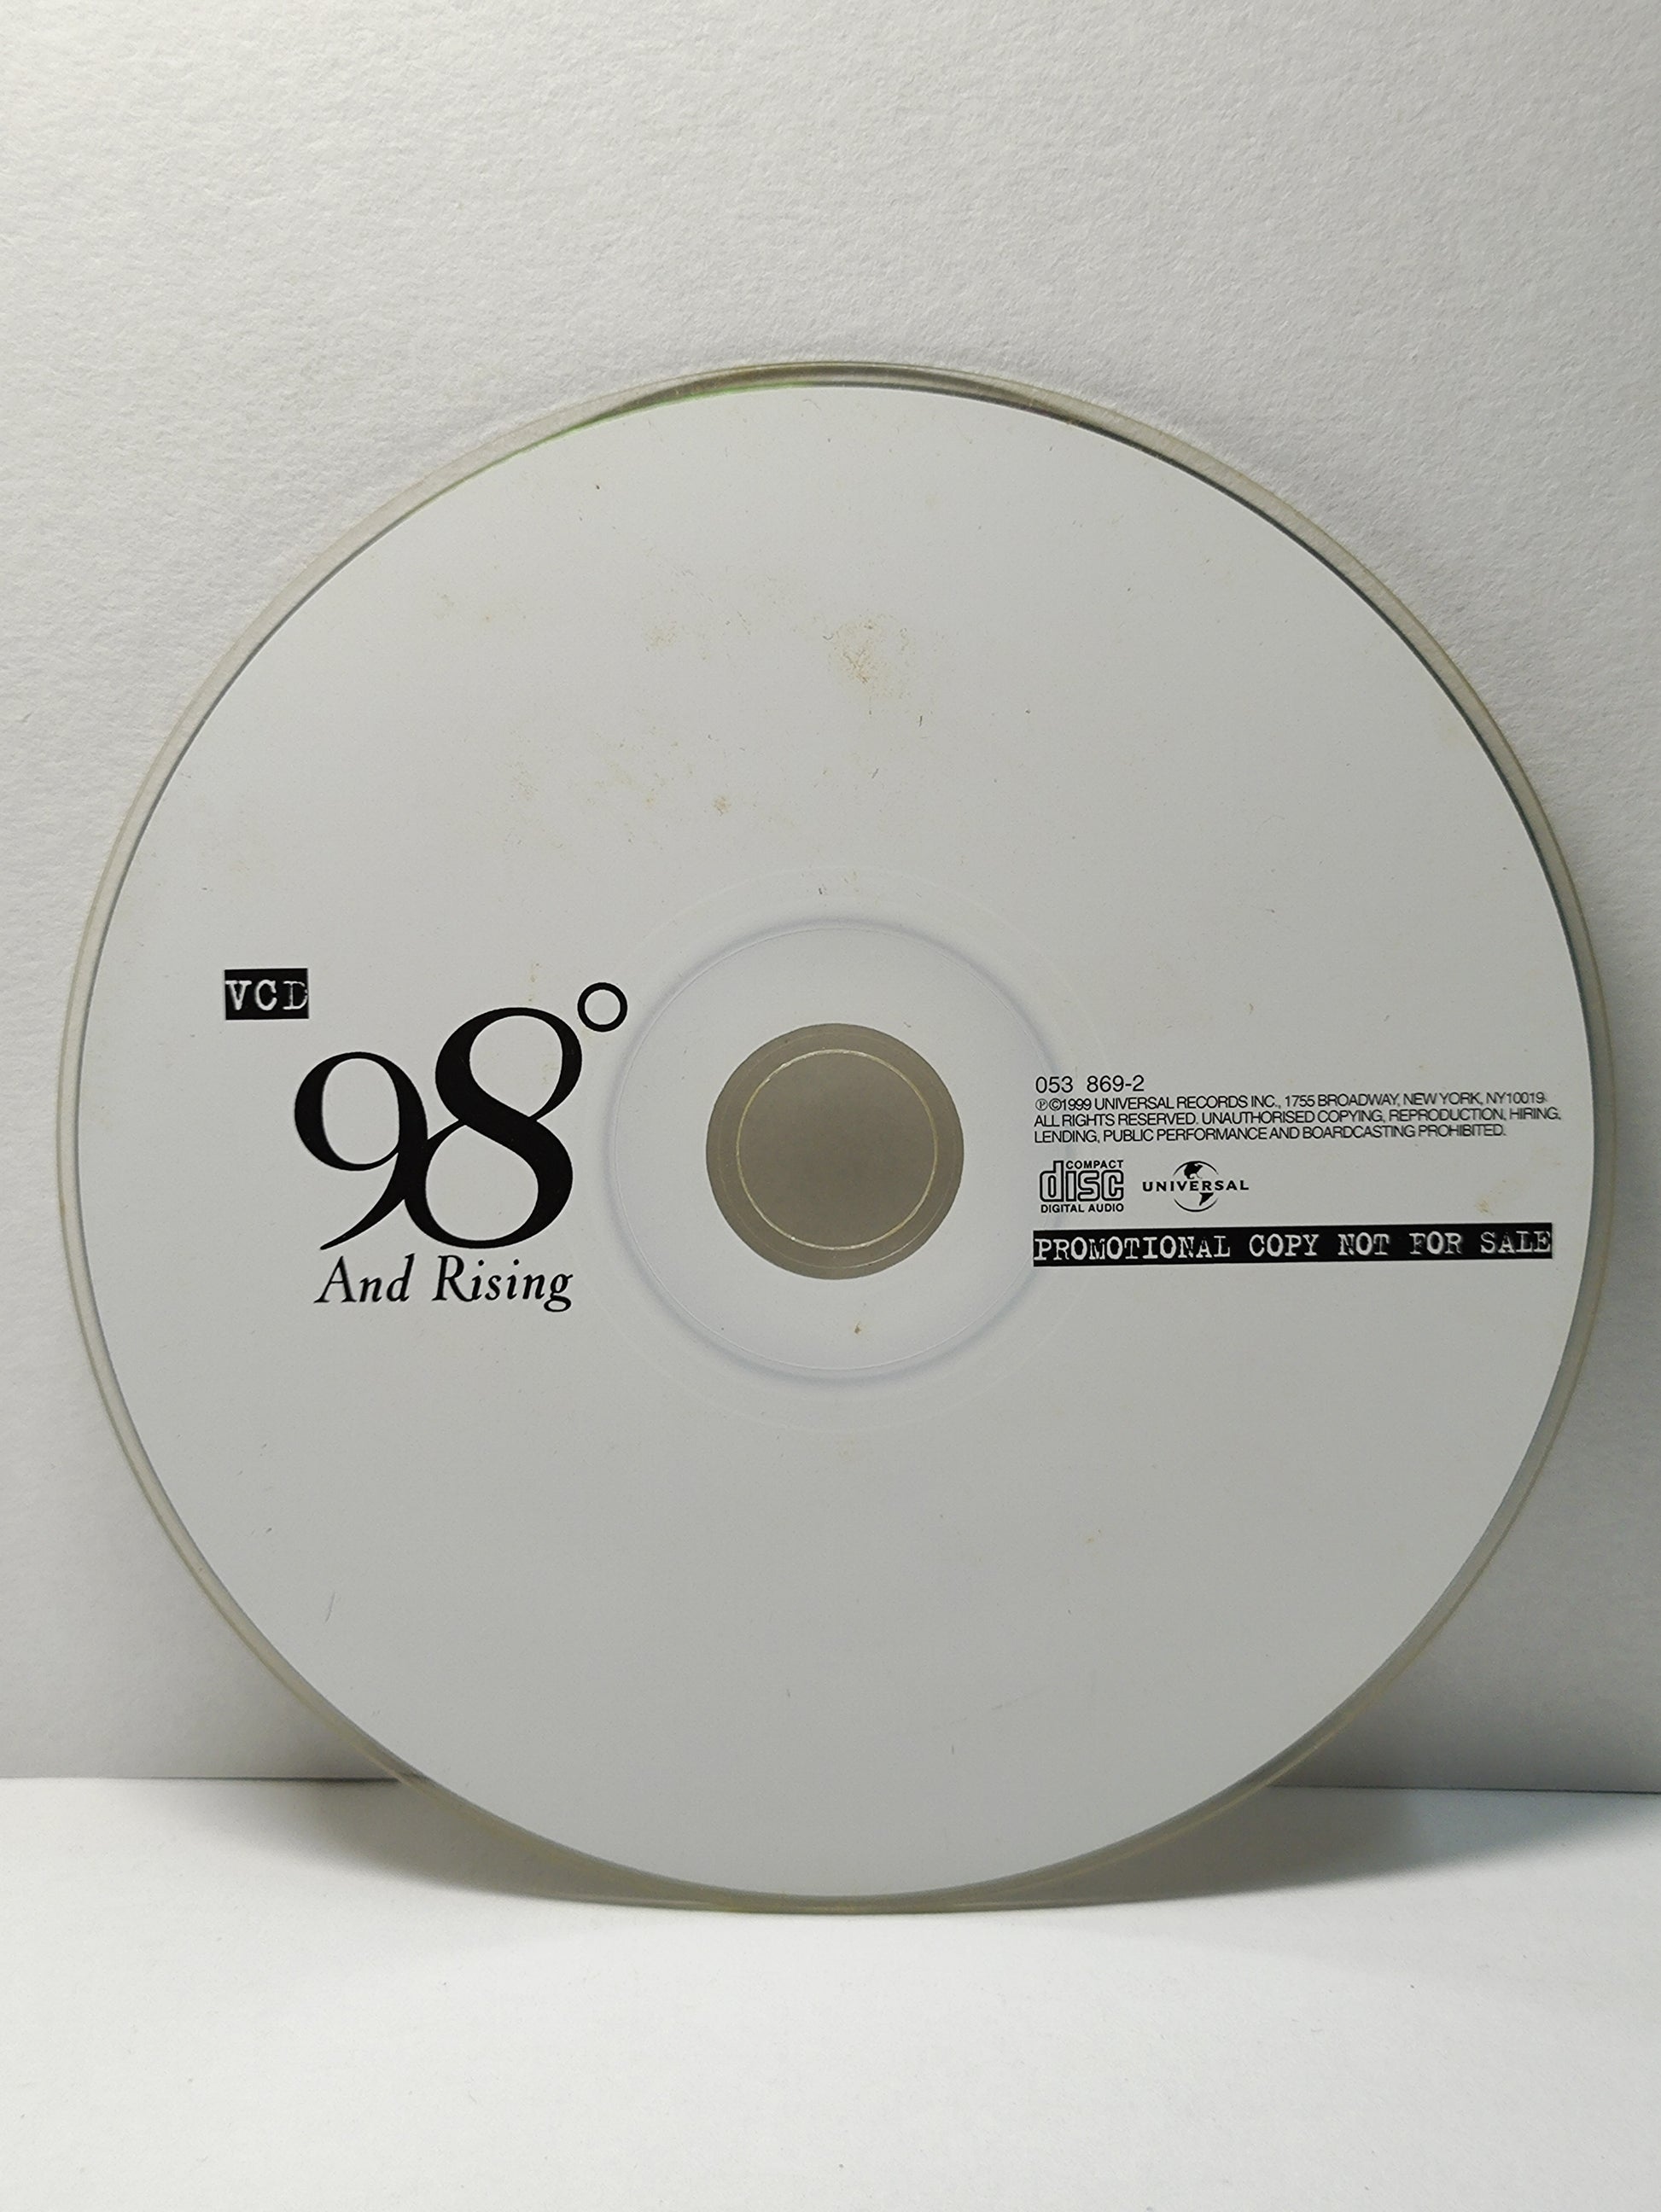 VCD
98°
And Rising
053 869-2
℗©1999 UNIVERSAL RECORDS INC., 1755 BROADWAY, NEW YORK, NY10019.
ALL RIGHTS RESERVED. UNAUTHORISED COPYING, REPRODUCTION, HIRING,
LENDING, PUBLIC PERFORMANCE AND BOARDCASTING PROHIBITED.
COMPACT
disc
DIGITAL AUDIO
UNIVERSAL
PROMOTIONAL COPY NOT FOR SALE